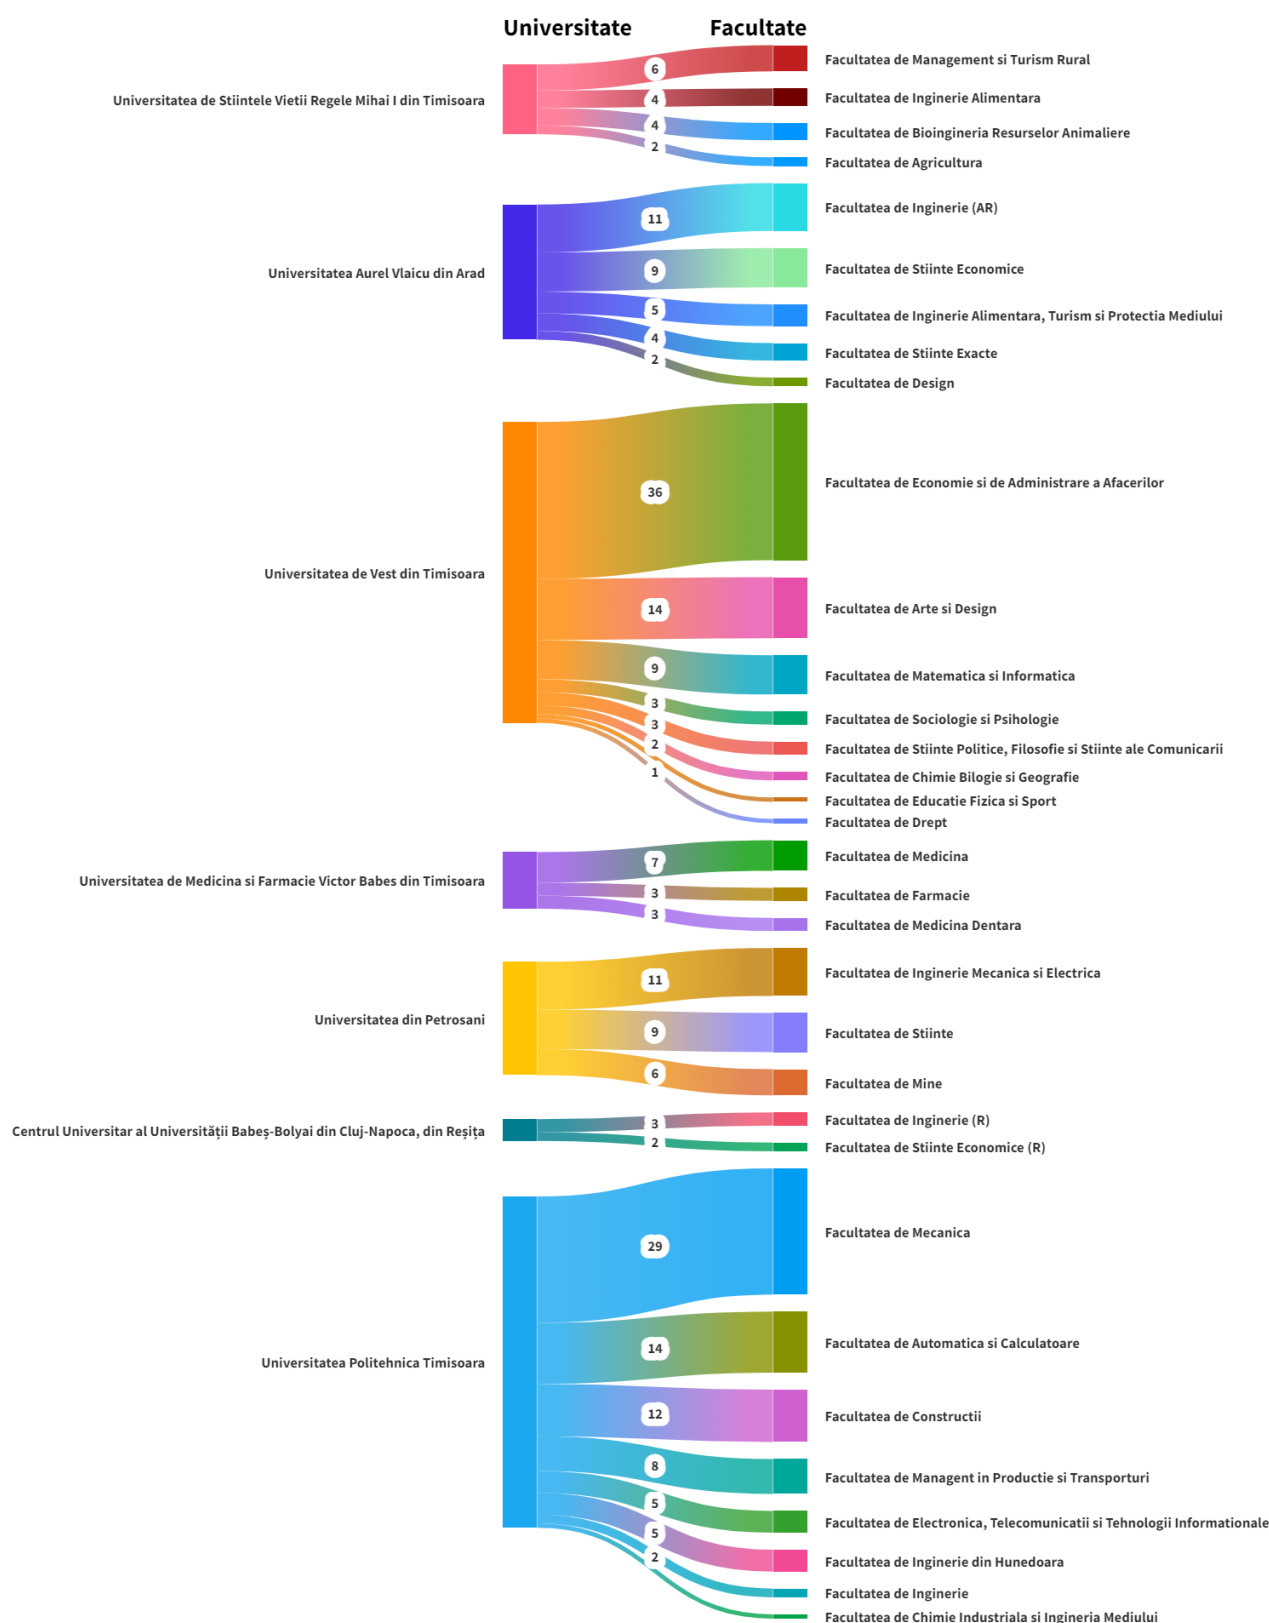 Universitate Facultate
Facultatea de Management si Turism Rural
6
Universitatea de Stiintele Vietii Regele Mihai I din Timisoara
4
Facultatea de Inginerie Alimentara
4
Facultatea de Bioingineria Resurselor Animaliere
2
Facultatea de Agricultura
Facultatea de Inginerie (AR)
11
Universitatea Aurel Vlaicu din Arad
9
Facultatea de Stiinte Economice
5
Facultatea de Inginerie Alimentara, Turism si Protectia Mediului
4
Facultatea de Stiinte Exacte
2
Facultatea de Design
Facultatea de Economie si de Administrare a Afacerilor
36
Universitatea de Vest din Timisoara
14
Facultatea de Arte si Design
9
Facultatea de Matematica si Informatica
3
Facultatea de Sociologie si Psihologie
3
Facultatea de Stiinte Politice, Filosofie si Stiinte ale Comunicarii
2
Facultatea de Chimie Bilogie si Geografie
1
Facultatea de Educatie Fizica si Sport
Facultatea de Drept
7
Facultatea de Medicina
Universitatea de Medicina si Farmacie Victor Babes din Timisoara
3
Facultatea de Farmacie
3
Facultatea de Medicina Dentara
11
Facultatea de Inginerie Mecanica si Electrica
Universitatea din Petrosani
9
Facultatea de Stiinte
6
Facultatea de Mine
3
Facultatea de Inginerie (R)
Centrul Universitar al Universității Babeș-Bolyai din Cluj-Napoca, din Reșița
2
Facultatea de Stiinte Economice (R)
29
Facultatea de Mecanica
Universitatea Politehnica Timisoara
14
Facultatea de Automatica si Calculatoare
12
Facultatea de Constructii
8
Facultatea de Managent in Productie si Transporturi
5
Facultatea de Electronica, Telecomunicatii si Tehnologii Informationale
5
Facultatea de Inginerie din Hunedoara
2
Facultatea de Inginerie
Facultatea de Chimie Industriala si Ingineria Mediului